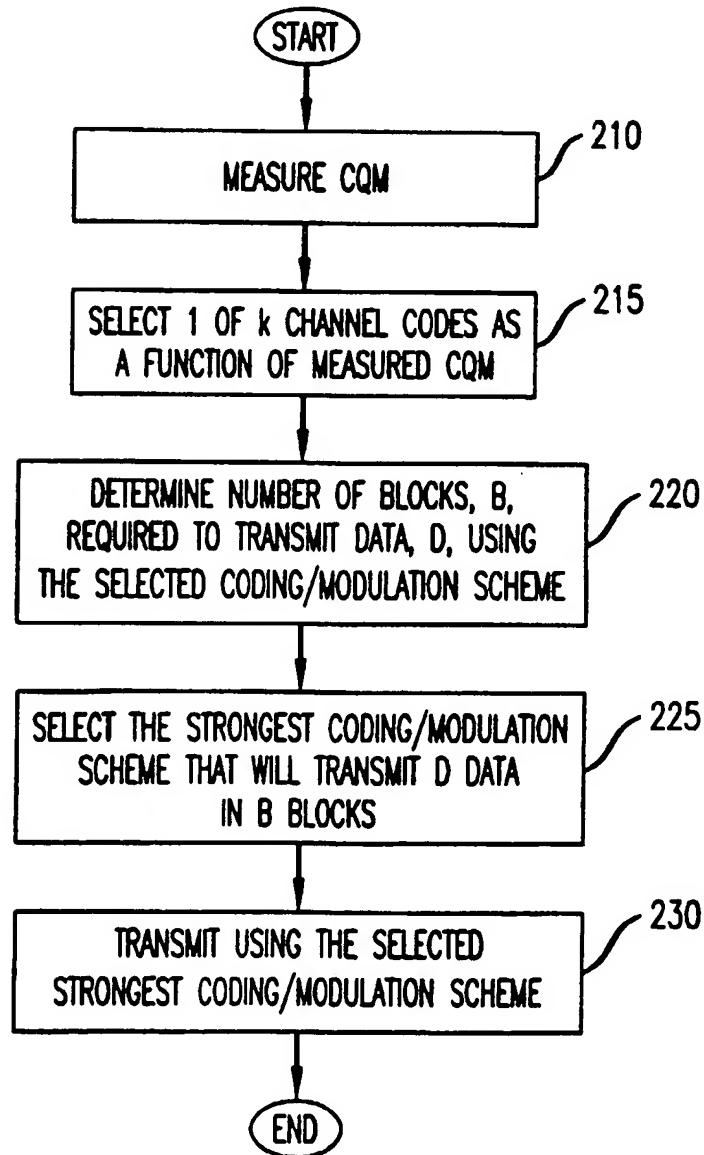 START
MEASURE CQM
210
SELECT 1 OF k CHANNEL CODES AS
A FUNCTION OF MEASURED CQM
215
DETERMINE NUMBER OF BLOCKS, B,
REQUIRED TO TRANSMIT DATA, D, USING
THE SELECTED CODING/MODULATION SCHEME
220
SELECT THE STRONGEST CODING/MODULATION
SCHEME THAT WILL TRANSMIT D DATA
IN B BLOCKS
225
TRANSMIT USING THE SELECTED
STRONGEST CODING/MODULATION SCHEME
230
END